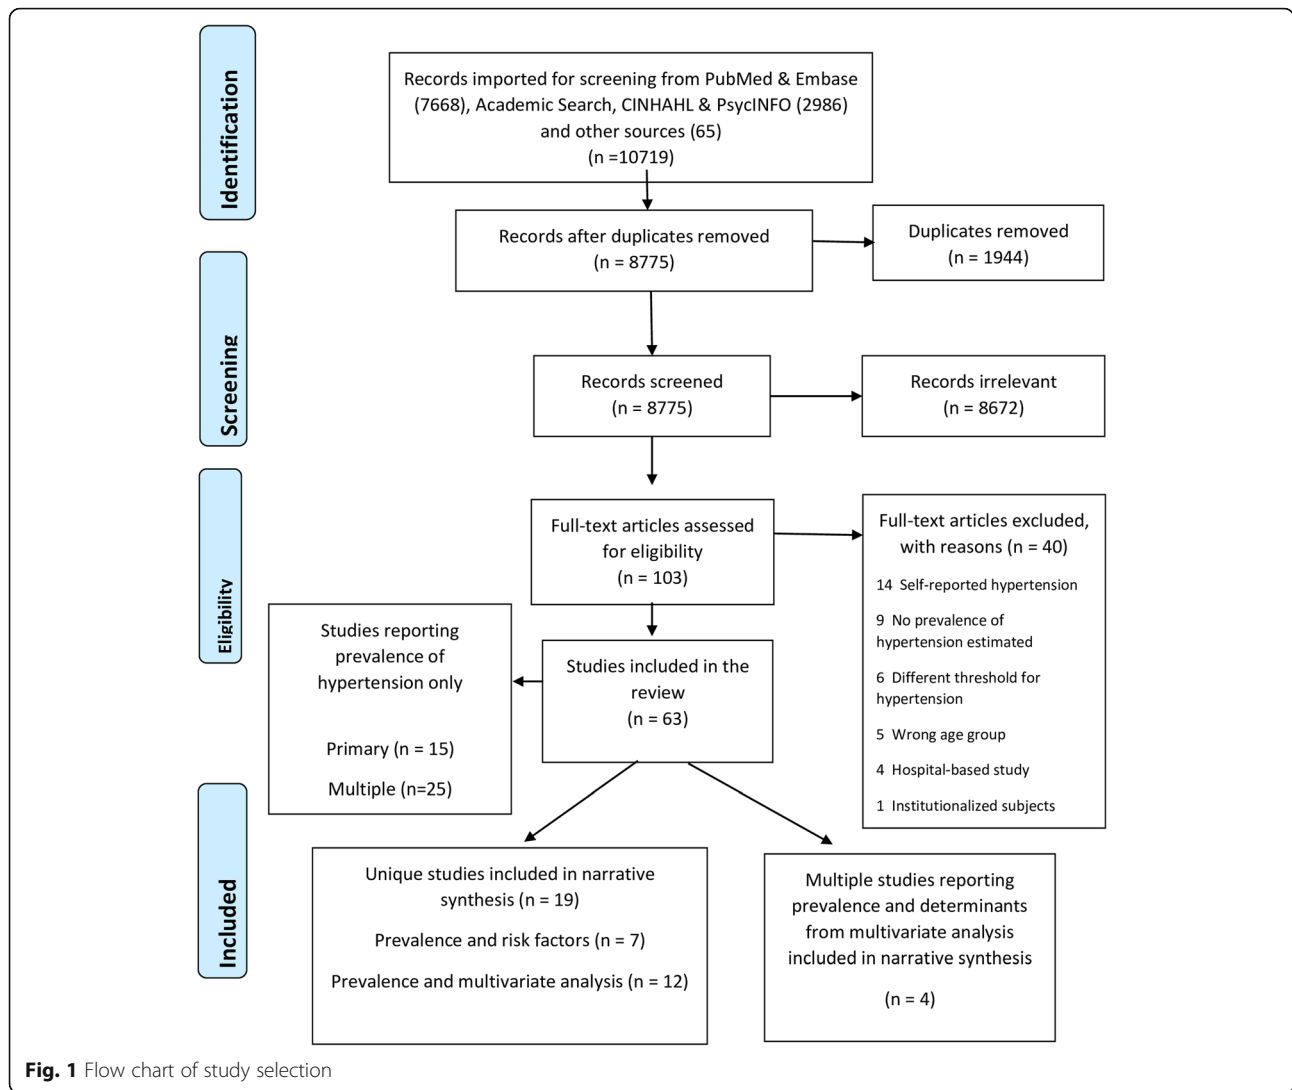 Identification
Records imported for screening from PubMed & Embase
(7668), Academic Search, CINHAHL & PsycINFO (2986)
and other sources (65)
(n =10719)
Records after duplicates removed
(n = 8775)
Duplicates removed
(n = 1944)
Screening
Records screened
(n = 8775)
Records irrelevant
(n = 8672)
Eligibility
Full-text articles assessed
for eligibility
(n = 103)
Full-text articles excluded,
with reasons (n = 40)
14 Self-reported hypertension
9 No prevalence of
hypertension estimated
6 Different threshold for
hypertension
5 Wrong age group
4 Hospital-based study
1 Institutionalized subjects
Studies reporting
prevalence of
hypertension only
Primary (n = 15)
Multiple (n=25)
Studies included in the
review
(n = 63)
Included
Unique studies included in narrative
synthesis (n = 19)
Prevalence and risk factors (n = 7)
Prevalence and multivariate analysis (n = 12)
Multiple studies reporting
prevalence and determinants
from multivariate analysis
included in narrative synthesis
(n = 4)
Fig. 1 Flow chart of study selection